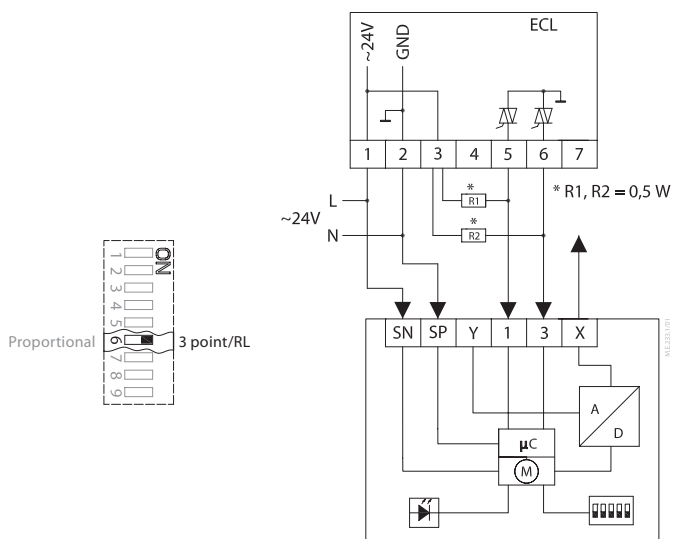 ECL
~24V
GND
1 2 3 4 5 6 7
* R1, R2 = 0,5 W
* R1
* R2
L
~24V
N
ON
1
2
3
4
5
6
7
8
9
Proportional
3 point/RL
SN SP Y 1 3 X
A
D
µC
M